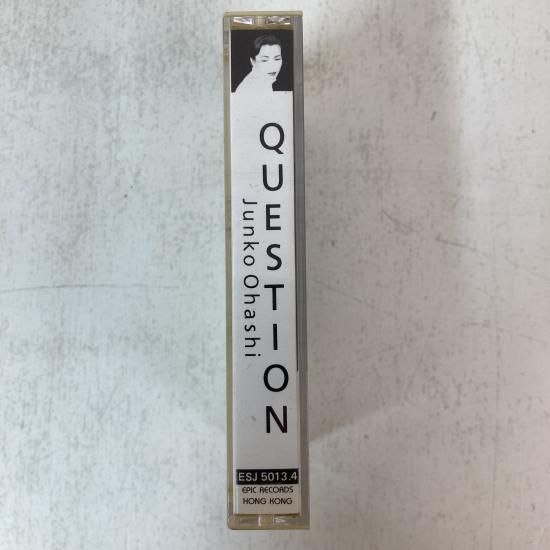 QUESTION
Junko Ohashi
ESJ 5013.4
EPIC RECORDS
HONG KONG